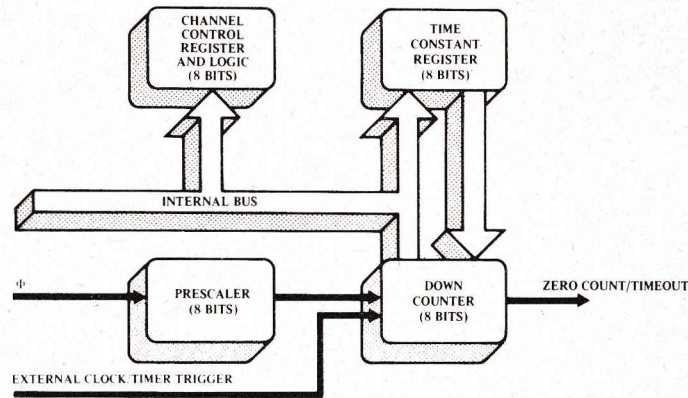 CHANNEL
CONTROL
REGISTER
AND LOGIC
(8 BITS)
TIME
CONSTANT
REGISTER
(8 BITS)
INTERNAL BUS
Φ
PRESCALER
(8 BITS)
DOWN
COUNTER
(8 BITS)
ZERO COUNT/TIMEOUT
EXTERNAL CLOCK/TIMER TRIGGER